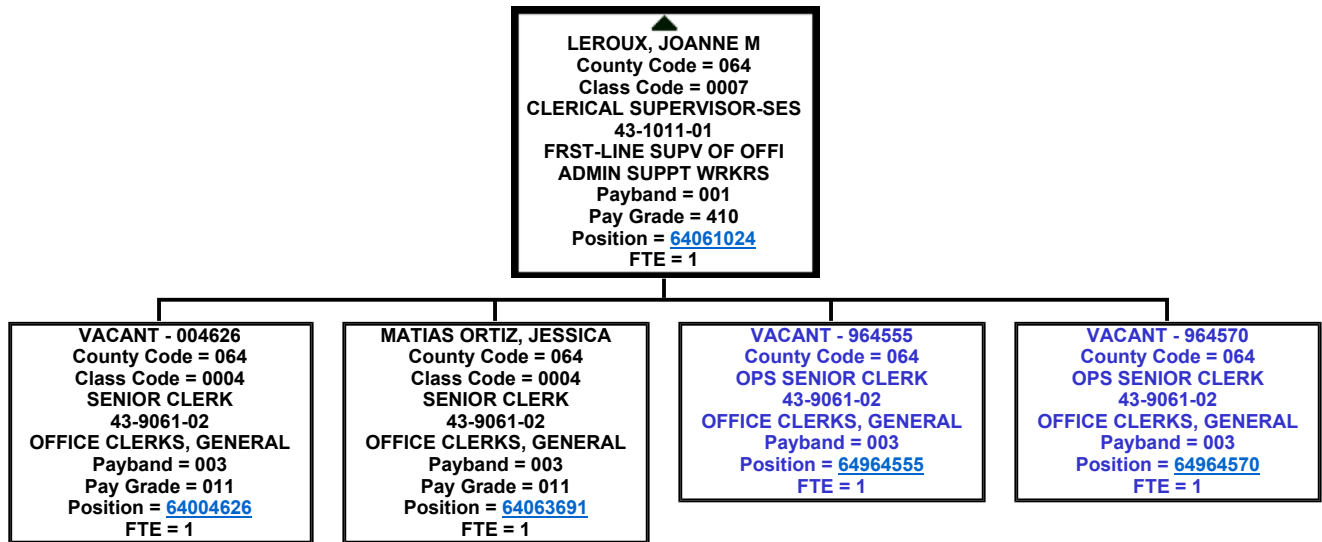 LEROUX, JOANNE M
County Code = 064
Class Code = 0007
CLERICAL SUPERVISOR-SES
43-1011-01
FRST-LINE SUPV OF OFFI
ADMIN SUPPT WRKRS
Payband = 001
Pay Grade = 410
Position = 64061024
FTE = 1
VACANT - 004626
County Code = 064
Class Code = 0004
SENIOR CLERK
43-9061-02
OFFICE CLERKS, GENERAL
Payband = 003
Pay Grade = 011
Position = 64004626
FTE = 1
MATIAS ORTIZ, JESSICA
County Code = 064
Class Code = 0004
SENIOR CLERK
43-9061-02
OFFICE CLERKS, GENERAL
Payband = 003
Pay Grade = 011
Position = 64063691
FTE = 1
VACANT - 964555
County Code = 064
OPS SENIOR CLERK
43-9061-02
OFFICE CLERKS, GENERAL
Payband = 003
Position = 64964555
FTE = 1
VACANT - 964570
County Code = 064
OPS SENIOR CLERK
43-9061-02
OFFICE CLERKS, GENERAL
Payband = 003
Position = 64964570
FTE = 1